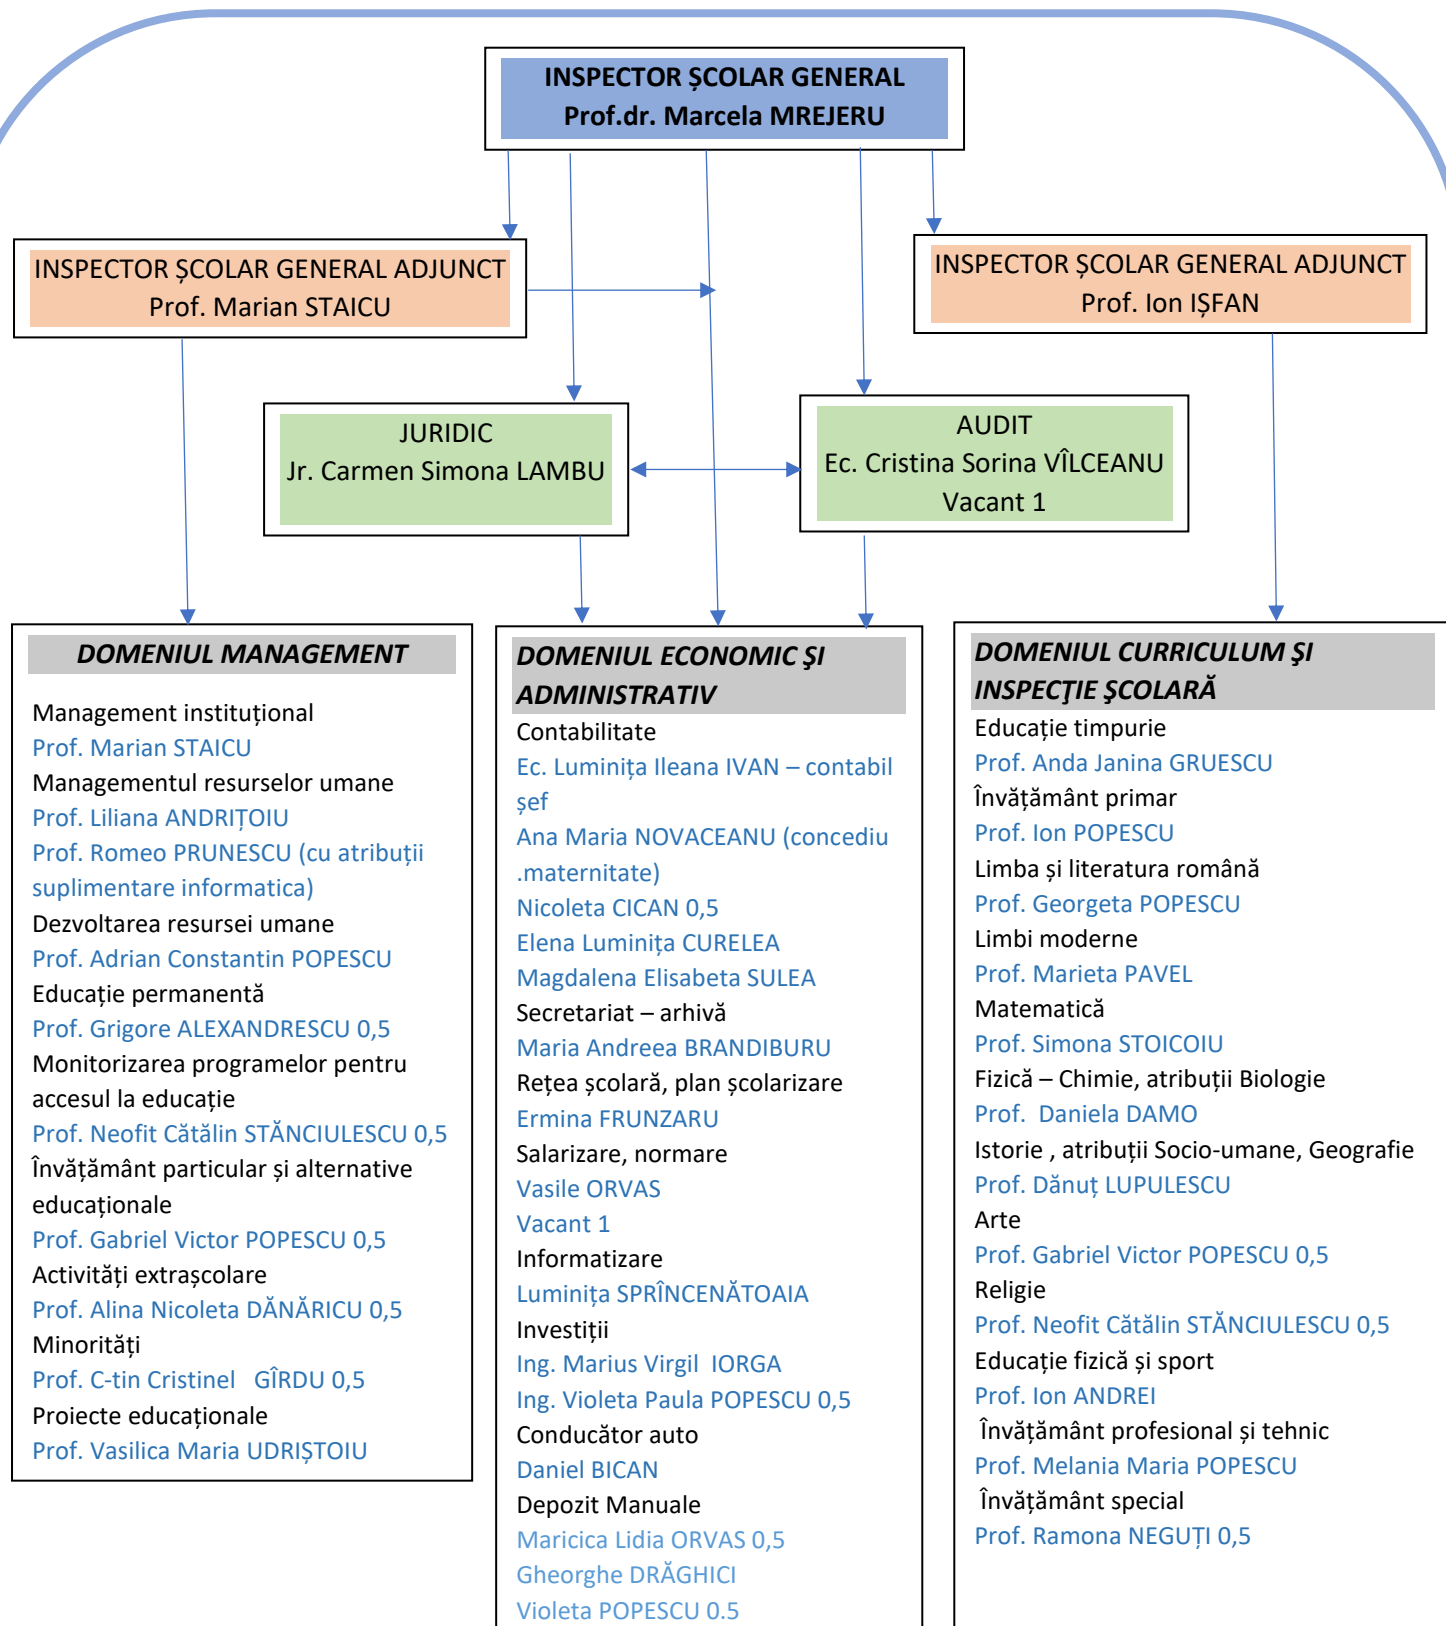 INSPECTOR ȘCOLAR GENERAL
Prof.dr. Marcela MREJERU
INSPECTOR ȘCOLAR GENERAL ADJUNCT
Prof. Marian STAICU
INSPECTOR ȘCOLAR GENERAL ADJUNCT
Prof. Ion IȘFAN
JURIDIC
Jr. Carmen Simona LAMBU
AUDIT
Ec. Cristina Sorina VÎLCEANU
Vacant 1
DOMENIUL MANAGEMENT
Management instituțional
Prof. Marian STAICU
Managementul resurselor umane
Prof. Liliana ANDRIȚOIU
Prof. Romeo PRUNESCU (cu atribuții
suplimentare informatica)
Dezvoltarea resursei umane
Prof. Adrian Constantin POPESCU
Educație permanentă
Prof. Grigore ALEXANDRESCU 0,5
Monitorizarea programelor pentru
accesul la educație
Prof. Neofit Cătălin STĂNCIULESCU 0,5
Învățământ particular și alternative
educaționale
Prof. Gabriel Victor POPESCU 0,5
Activități extrașcolare
Prof. Alina Nicoleta DĂNĂRICU 0,5
Minorități
Prof. C-tin Cristinel   GÎRDU 0,5
Proiecte educaționale
Prof. Vasilica Maria UDRIȘTOIU
DOMENIUL ECONOMIC ŞI
ADMINISTRATIV
Contabilitate
Ec. Luminița Ileana IVAN – contabil
șef
Ana Maria NOVACEANU (concediu
.maternitate)
Nicoleta CICAN 0,5
Elena Luminița CURELEA
Magdalena Elisabeta SULEA
Secretariat – arhivă
Maria Andreea BRANDIBURU
Rețea școlară, plan școlarizare
Ermina FRUNZARU
Salarizare, normare
Vasile ORVAS
Vacant 1
Informatizare
Luminița SPRÎNCENĂTOAIA
Investiții
Ing. Marius Virgil  IORGA
Ing. Violeta Paula POPESCU 0,5
Conducător auto
Daniel BICAN
Depozit Manuale
Maricica Lidia ORVAS 0,5
Gheorghe DRĂGHICI
Violeta POPESCU 0.5
DOMENIUL CURRICULUM ŞI
INSPECŢIE ŞCOLARĂ
Educație timpurie
Prof. Anda Janina GRUESCU
Învățământ primar
Prof. Ion POPESCU
Limba și literatura română
Prof. Georgeta POPESCU
Limbi moderne
Prof. Marieta PAVEL
Matematică
Prof. Simona STOICOIU
Fizică – Chimie, atribuții Biologie
Prof.  Daniela DAMO
Istorie , atribuții Socio-umane, Geografie
Prof. Dănuț LUPULESCU
Arte
Prof. Gabriel Victor POPESCU 0,5
Religie
Prof. Neofit Cătălin STĂNCIULESCU 0,5
Educație fizică și sport
Prof. Ion ANDREI
Învățământ profesional și tehnic
Prof. Melania Maria POPESCU
Învățământ special
Prof. Ramona NEGUȚI 0,5